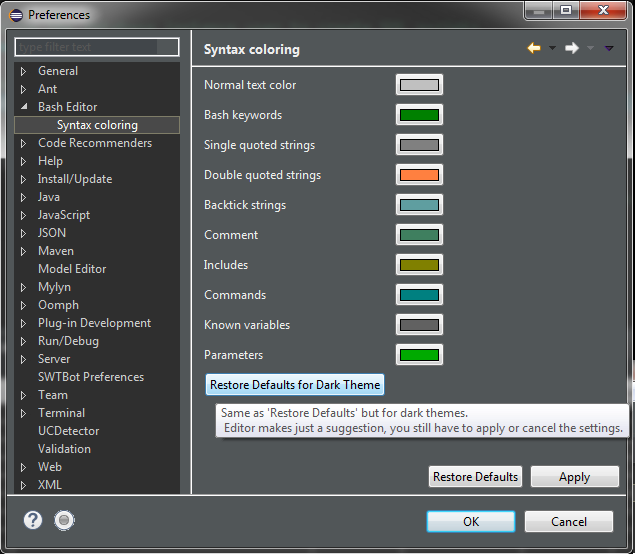 Preferences
type filter text
General
Ant
Bash Editor
Syntax coloring
Code Recommenders
Help
Install/Update
Java
JavaScript
JSON
Maven
Model Editor
Mylyn
Oomph
Plug-in Development
Run/Debug
Server
SWTBot Preferences
Team
Terminal
UCDetector
Validation
Web
XML
Syntax coloring
Normal text color
Bash keywords
Single quoted strings
Double quoted strings
Backtick strings
Comment
Includes
Commands
Known variables
Parameters
Restore Defaults for Dark Theme
Same as 'Restore Defaults' but for dark themes.
Editor makes just a suggestion, you still have to apply or cancel the settings.
Restore Defaults
Apply
?
OK
Cancel